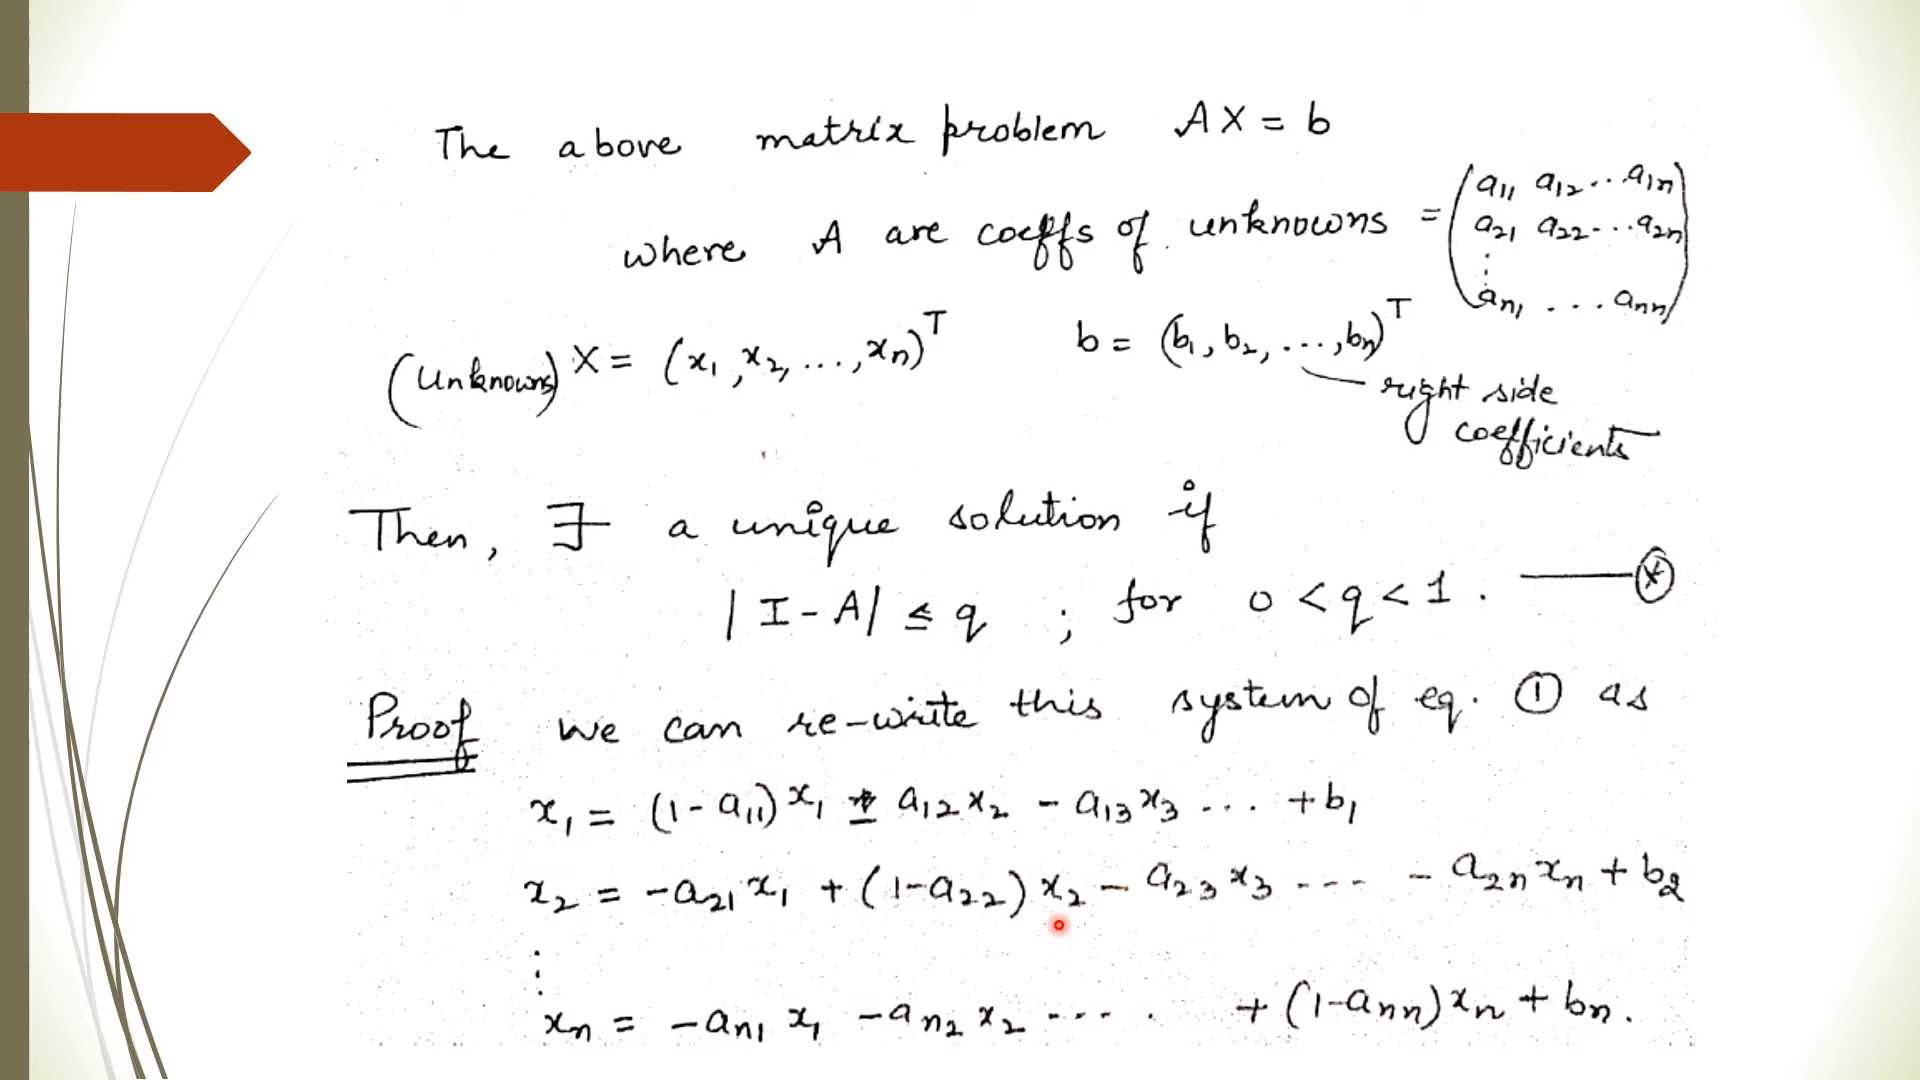 The above matrix problem AX = b
where A are coeffs of unknowns = ( a11 a12 ... a1n
a21 a22 ... a2n
⋮
an1 ... ann )
(Unknowns) X = (x1, x2, ..., xn)^T b = (b1, b2, ..., bn)^T
right side
coefficients
Then, ∃ a unique solution if
|I - A| ≤ q ; for 0 < q < 1. —— ⊛
Proof we can re-write this system of eq. ① as
x1 = (1 - a11) x1 - a12 x2 - a13 x3 ... + b1
x2 = -a21 x1 + (1-a22) x2 - a23 x3 ---- - a2n xn + b2
⋮
xn = -an1 x1 - an2 x2 ---- . + (1-ann) xn + bn.